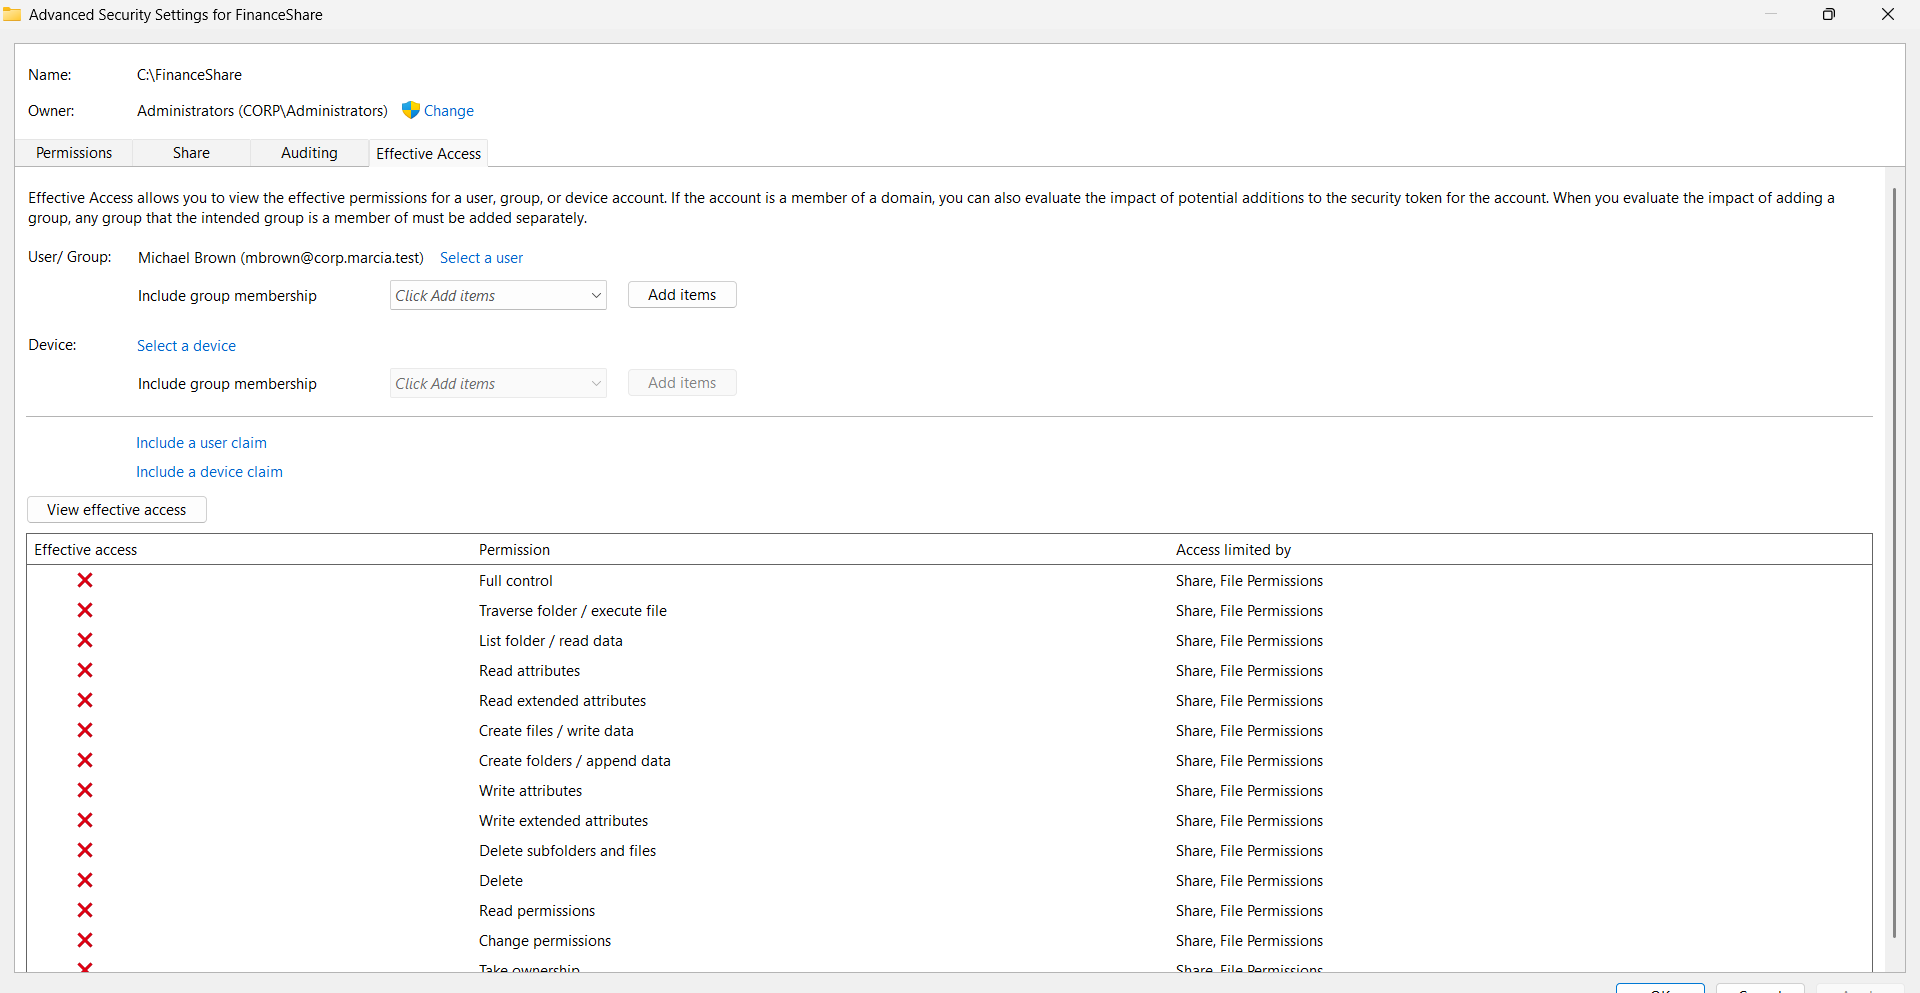 Advanced Security Settings for FinanceShare
Name: C:\FinanceShare
Owner: Administrators (CORP\Administrators) Change
Permissions Share Auditing Effective Access
Effective Access allows you to view the effective permissions for a user, group, or device account. If the account is a member of a domain, you can also evaluate the impact of potential additions to the security token for the account. When you evaluate the impact of adding a
group, any group that the intended group is a member of must be added separately.
User/ Group: Michael Brown (mbrown@corp.marcia.test) Select a user
Include group membership Click Add items Add items
Device: Select a device
Include group membership Click Add items Add items
Include a user claim
Include a device claim
View effective access
Effective access Permission Access limited by
Full control Share, File Permissions
Traverse folder / execute file Share, File Permissions
List folder / read data Share, File Permissions
Read attributes Share, File Permissions
Read extended attributes Share, File Permissions
Create files / write data Share, File Permissions
Create folders / append data Share, File Permissions
Write attributes Share, File Permissions
Write extended attributes Share, File Permissions
Delete subfolders and files Share, File Permissions
Delete Share, File Permissions
Read permissions Share, File Permissions
Change permissions Share, File Permissions
Take ownership Share, File Permissions